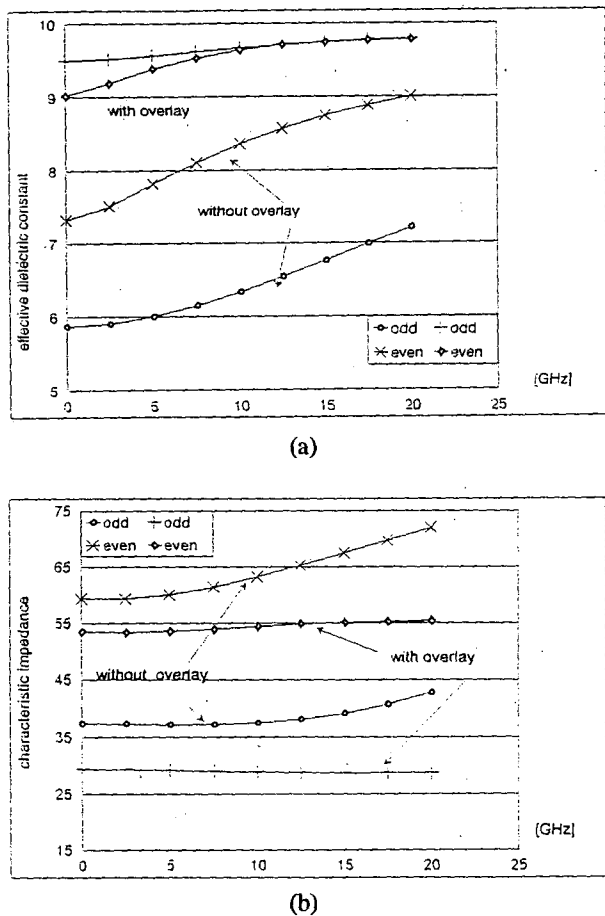 10
9
8
7
6
5
effective dielectric constant
with overlay
without overlay
odd odd
even even
[GHz]
0 5 10 15 20 25
(a)
75
65
55
45
35
25
15
characteristic impedance
odd odd
even even
without overlay
with overlay
[GHz]
0 5 10 15 20 25
(b)